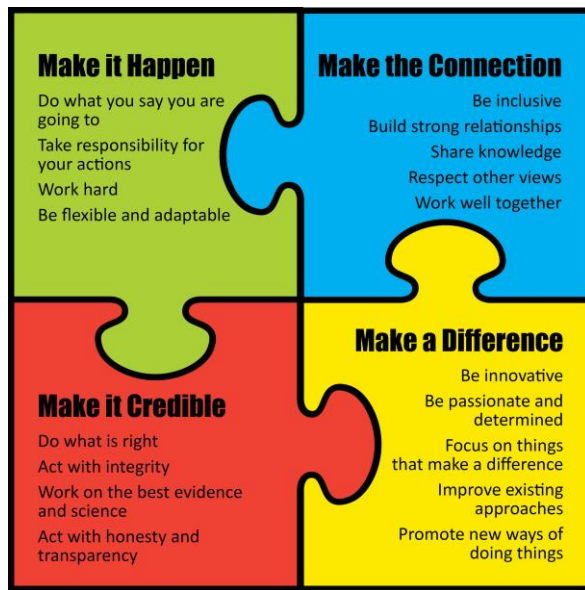 Make it Happen
Do what you say you are
going to
Take responsibility for
your actions
Work hard
Be flexible and adaptable
Make the Connection
Be inclusive
Build strong relationships
Share knowledge
Respect other views
Work well together
Make it Credible
Do what is right
Act with integrity
Work on the best evidence
and science
Act with honesty and
transparency
Make a Difference
Be innovative
Be passionate and
determined
Focus on things
that make a difference
Improve existing
approaches
Promote new ways of
doing things